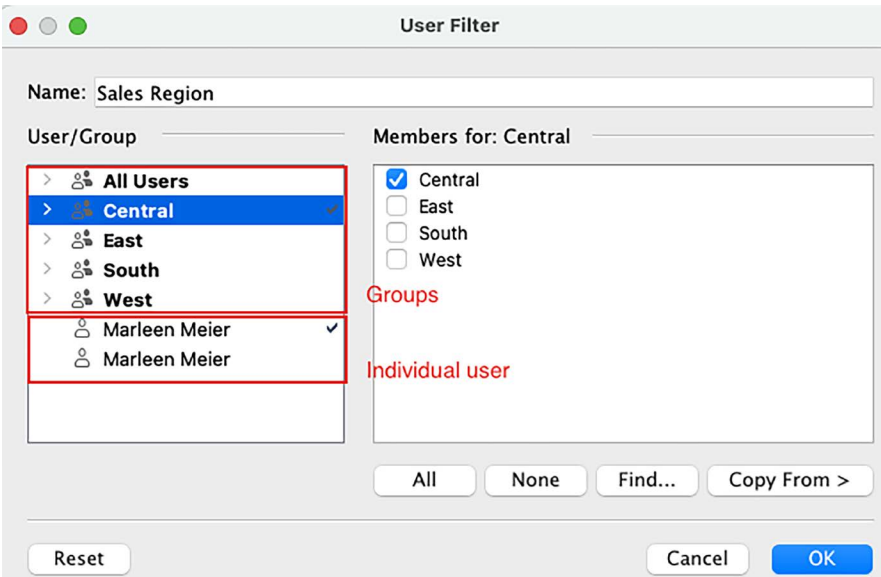 User Filter
Name: Sales Region
User/Group
Members for: Central
All Users
Central
East
South
West
Marleen Meier
Marleen Meier
Central
East
South
West
Groups
Individual user
All
None
Find...
Copy From >
Reset
Cancel
OK